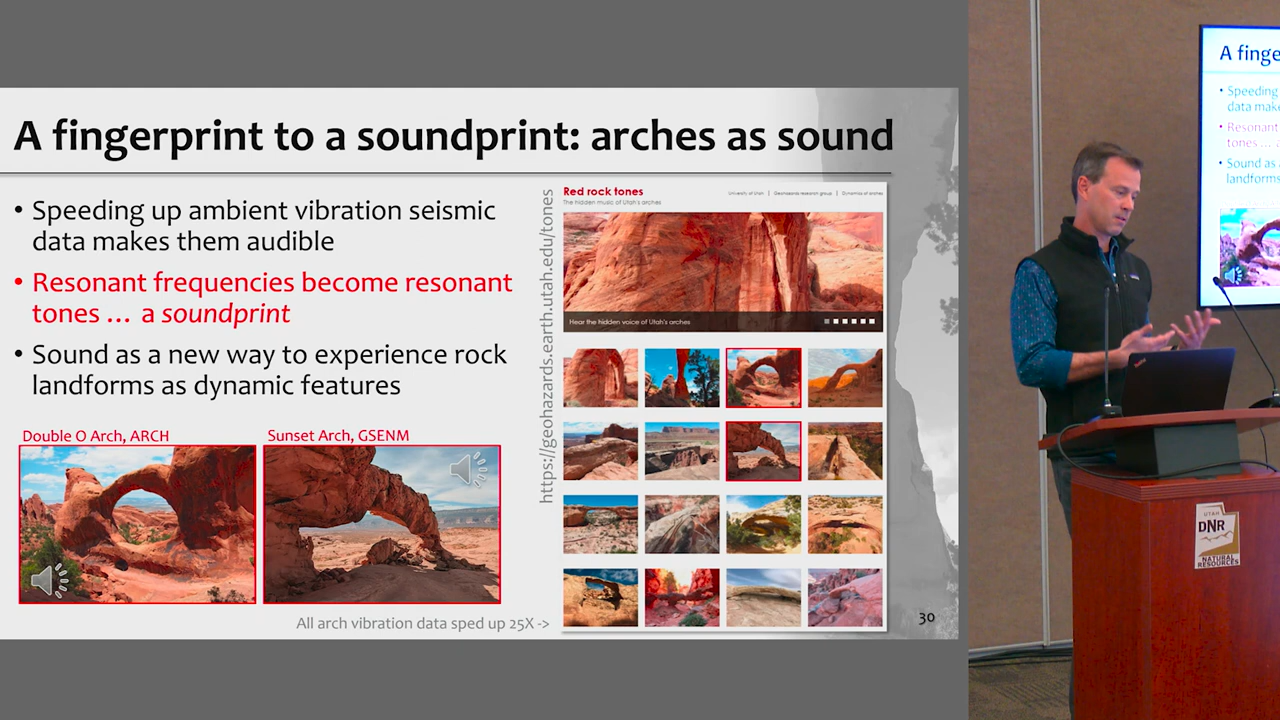 A fingerprint to a soundprint: arches as sound
• Speeding up ambient vibration seismic
data makes them audible
• Resonant frequencies become resonant
tones … a soundprint
• Sound as a new way to experience rock
landforms as dynamic features
Double O Arch, ARCH
Sunset Arch, GSENM
All arch vibration data sped up 25X ->
https://geohazards.earth.utah.edu/tones
Red rock tones
The hidden music of Utah's arches
University of Utah | Geohazards research group | Dynamics of arches
Hear the hidden voice of Utah's arches
30
A finge
• Speeding
data make
• Resonant
tones … a
• Sound as
landforms
UTAH
DNR
NATURAL
RESOURCES